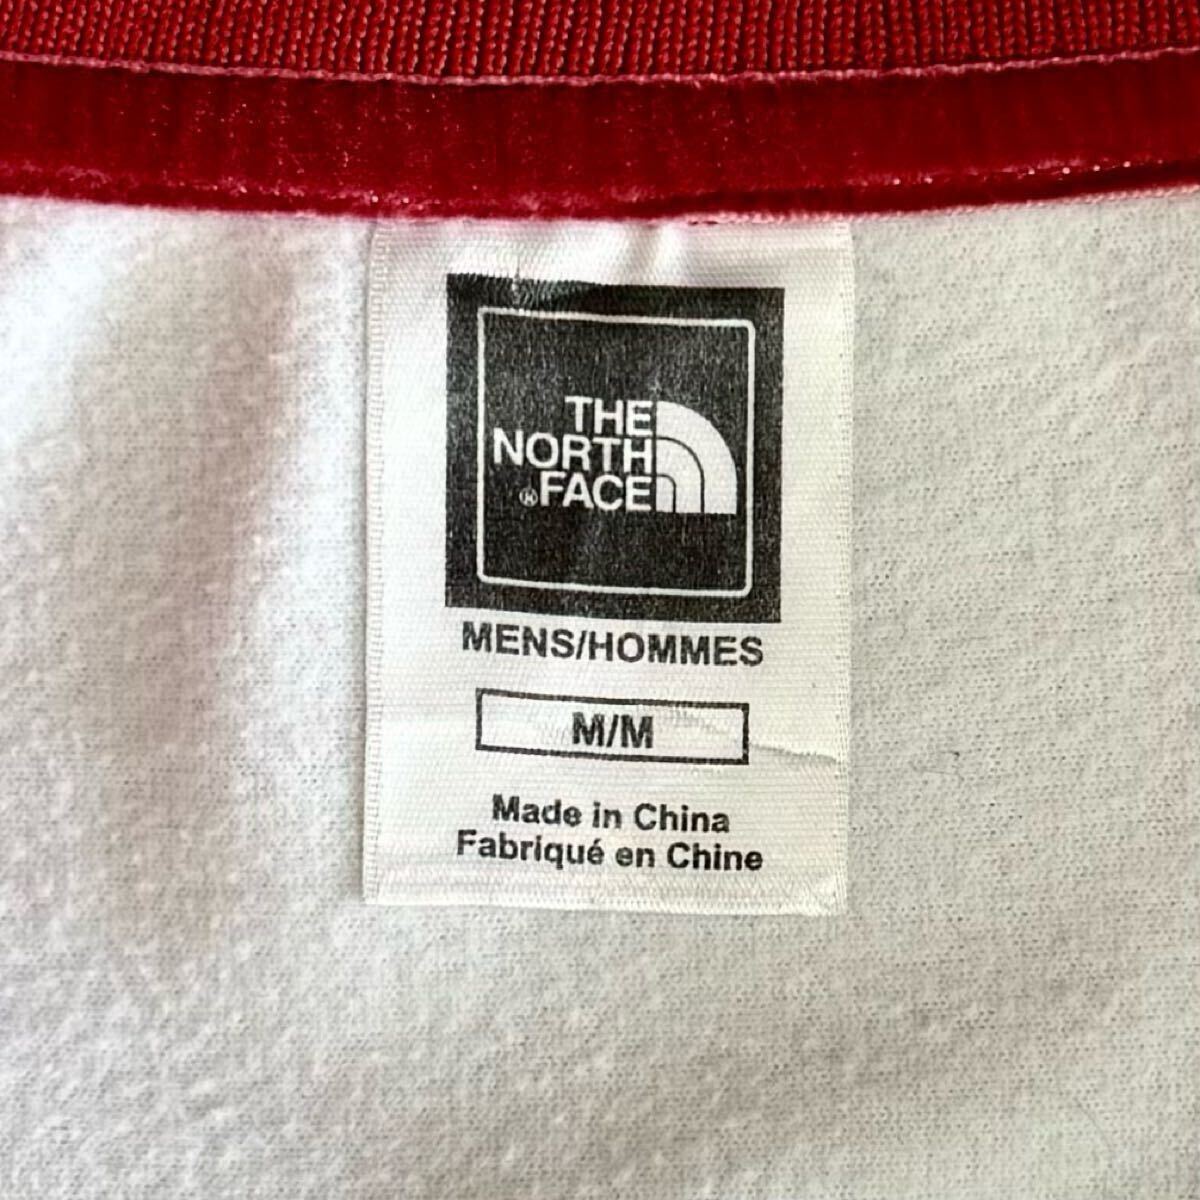 THE
NORTH
®FACE
MENS/HOMMES
M/M
Made in China
Fabriqué en Chine